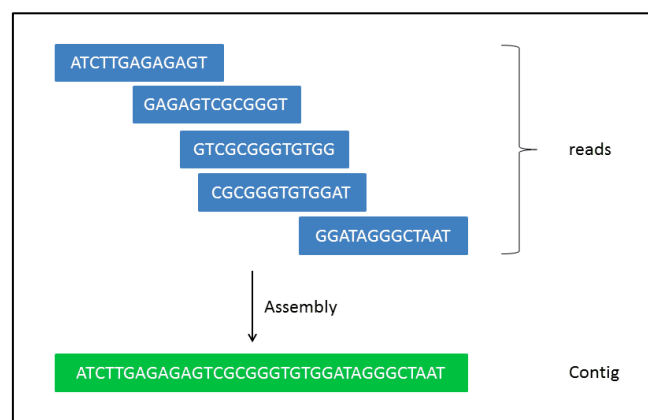 ATCTTGAGAGAGT
GAGAGTCGCGGGT
GTCGCGGGTGTGG
reads
CGCGGGTGTGGAT
GGATAGGGCTAAT
Assembly
ATCTTGAGAGAGTCGCGGGTGTGGATAGGGCTAAT
Contig